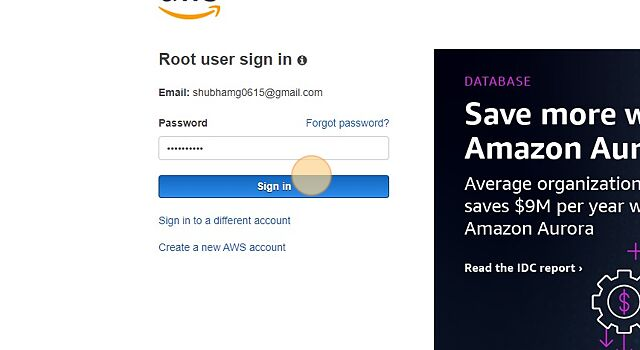 Root user sign in
Email: shubhamg0615@gmail.com
Password Forgot password?
••••••••••
Sign in
Sign in to a different account
Create a new AWS account
DATABASE
Save more w
Amazon Aur
Average organization
saves $9M per year w
Amazon Aurora
Read the IDC report ›
$